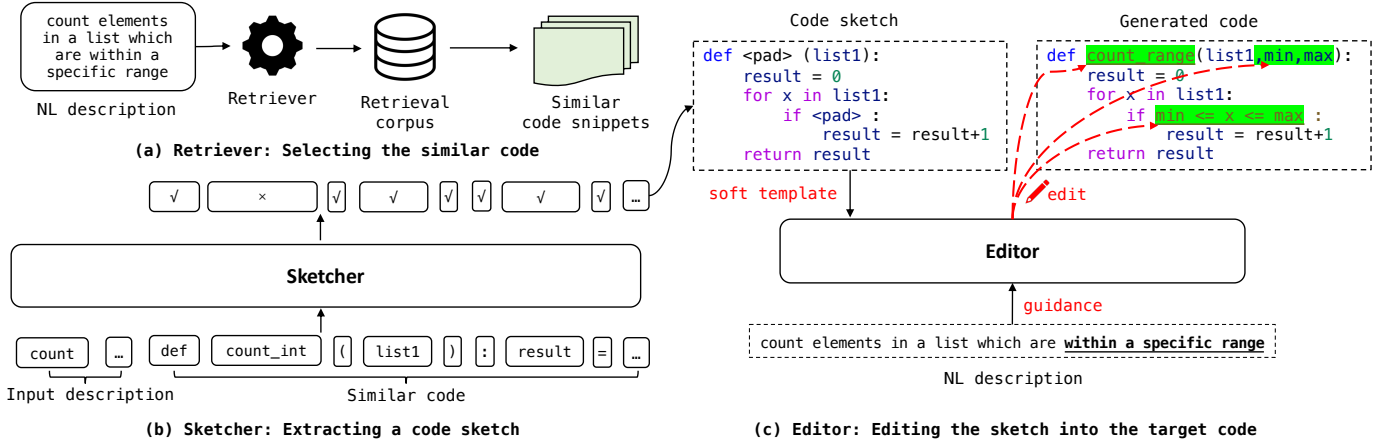 count elements
in a list which
are within a
specific range
NL description
Retriever
Retrieval
corpus
Similar
code snippets
(a) Retriever: Selecting the similar code
√ × √ √ √ √ √ √ …
Sketcher
count … def count_int ( list1 ) : result = …
Input description
Similar code
(b) Sketcher: Extracting a code sketch
Code sketch
def <pad> (list1):
    result = 0
    for x in list1:
        if <pad> :
            result = result+1
    return result
Generated code
def count_range(list1,min,max):
    result = 0
    for x in list1:
        if min <= x <= max :
            result = result+1
    return result
soft template
edit
Editor
guidance
count elements in a list which are within a specific range
NL description
(c) Editor: Editing the sketch into the target code